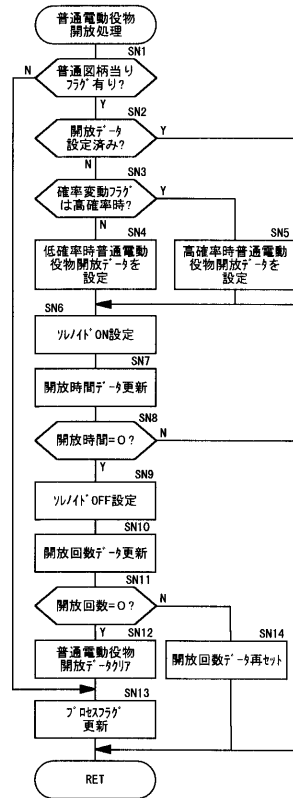 普通電動役物
開放処理
SN1
N
普通図柄当り
フラグ有り?
Y
SN2
開放データ
設定済み?
Y
N
SN3
確率変動フラグ
は高確率時?
Y
N
SN4
低確率時普通電動
役物開放データを
設定
SN5
高確率時普通電動
役物開放データを
設定
SN6
ソレノイドON設定
SN7
開放時間データ更新
SN8
開放時間=0?
N
Y
SN9
ソレノイドOFF設定
SN10
開放回数データ更新
SN11
開放回数=0?
N
Y
SN12
普通電動役物
開放データクリア
SN14
開放回数データ再セット
SN13
プロセスフラグ
更新
RET